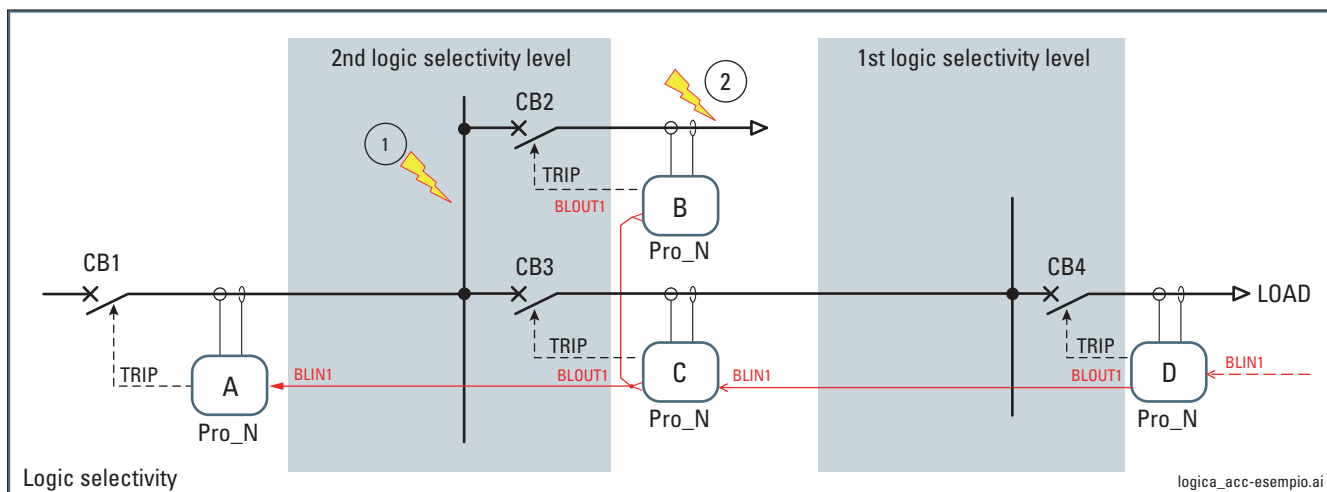 2nd logic selectivity level
1st logic selectivity level
2
CB2
1
TRIP
BLOUT1
B
Pro_N
CB1
CB3
CB4
LOAD
TRIP
A
BLIN1
Pro_N
TRIP
BLOUT1
C
BLIN1
Pro_N
TRIP
BLOUT1
D
BLIN1
Pro_N
Logic selectivity
logica_acc-esempio.ai